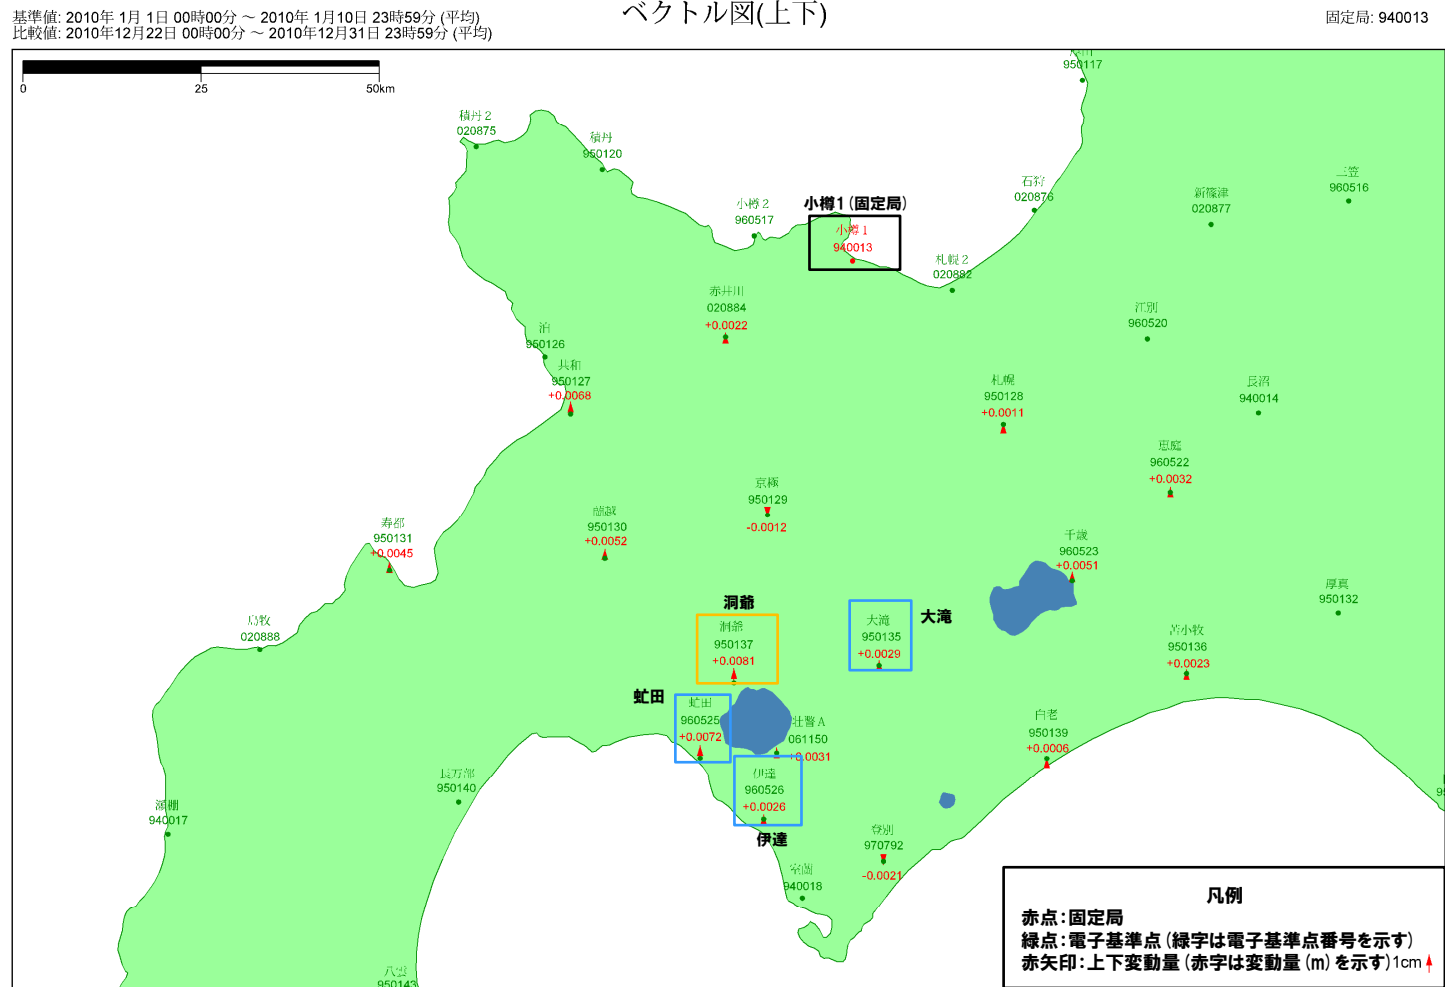 ベクトル図(上下)
基準値: 2010年 1月 1日 00時00分 ～ 2010年 1月10日 23時59分 (平均)
比較値: 2010年12月22日 00時00分 ～ 2010年12月31日 23時59分 (平均)
固定局: 940013
0 25 50km
950117
積丹2
020875
積丹
950120
小樽2
960517
小樽1(固定局)
小樽1
940013
石狩
020876
新篠津
020877
三笠
960516
札幌2
020882
赤井川
020884
+0.0022
江別
960520
泊
950126
共和
950127
+0.0068
札幌
950128
+0.0011
長沼
940014
恵庭
960522
+0.0032
京極
950129
-0.0012
蘭越
950130
+0.0052
寿都
950131
+0.0045
千歳
960523
+0.0051
厚真
950132
洞爺
洞爺
950137
+0.0081
大滝
大滝
950135
+0.0029
島牧
020888
苫小牧
950136
+0.0023
虻田
虻田
960525
+0.0072
壮瞥A
061150
+0.0031
白老
950139
+0.0006
伊達
960526
+0.0026
伊達
長万部
950140
瀬棚
940017
登別
970792
-0.0021
室蘭
940018
八雲
950143
凡例
赤点:固定局
緑点:電子基準点(緑字は電子基準点番号を示す)
赤矢印:上下変動量(赤字は変動量(m)を示す)1cm